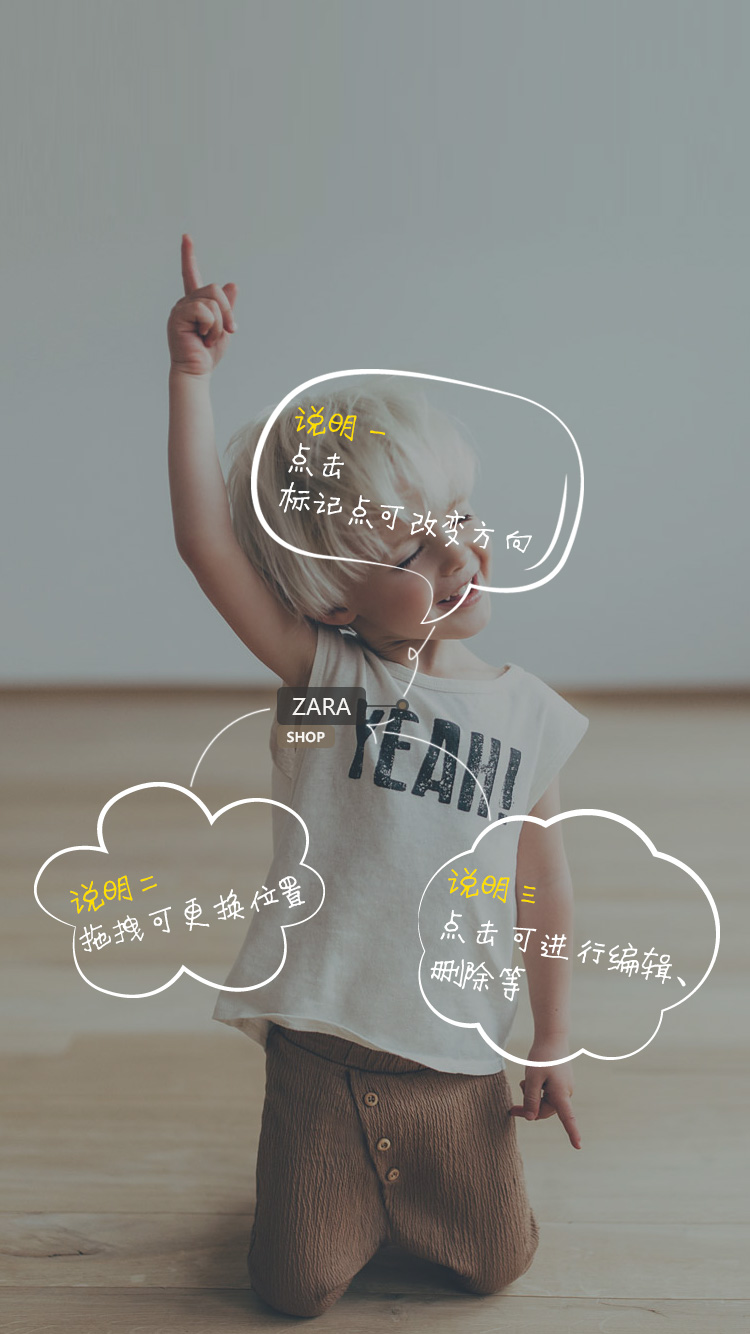 说明一
点击
标记点可改变方向
ZARA
SHOP
YEAH!
说明二
拖拽可更换位置
说明三
点击可进行编辑、
删除等